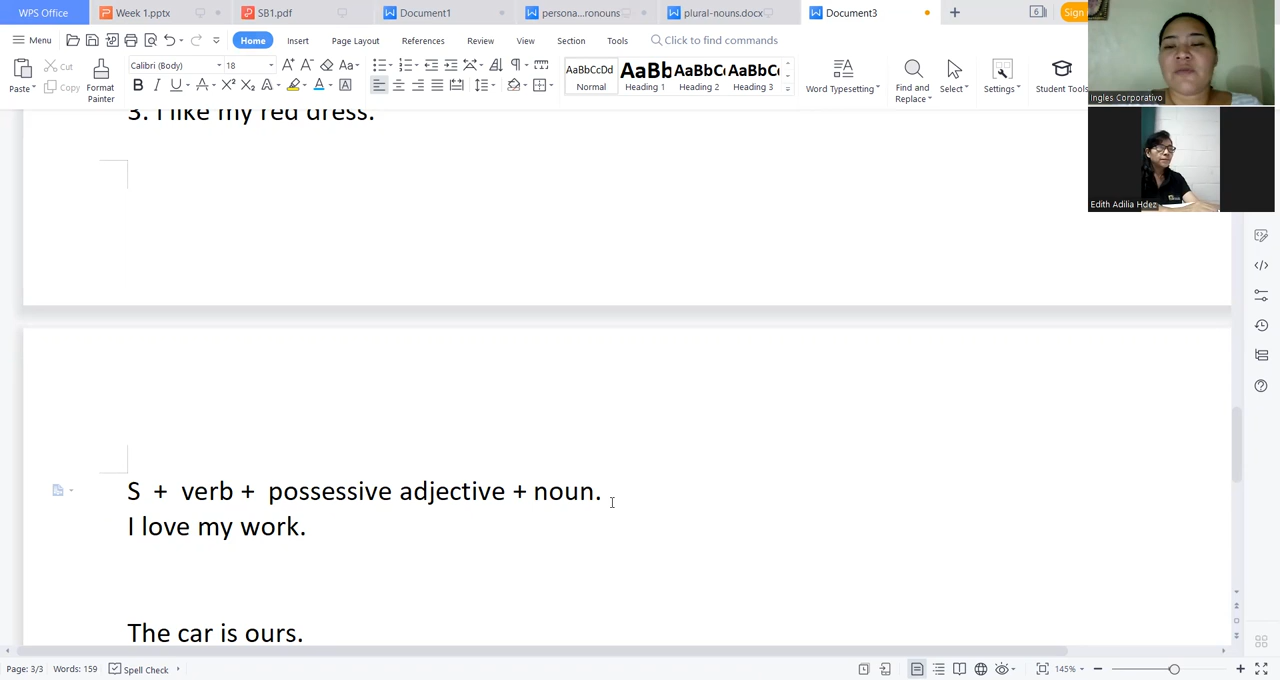 WPS Office Week 1.pptx SB1.pdf Document1 persona...ronouns plural-nouns.docx Document3 6 Sign
Menu Home Insert Page Layout References Review View Section Tools Click to find commands
Paste Cut Copy Format Painter Calibri (Body) 18 AaBbCcDd Normal AaBb Heading 1 AaBbC Heading 2 AaBbC Heading 3 Word Typesetting Find and Replace Select Settings Student Tools
Ingles Corporativo
Edith Adilia Hdez
3. I like my red dress.
S + verb + possessive adjective + noun.
I love my work.
The car is ours.
Page: 3/3 Words: 159 Spell Check 145%